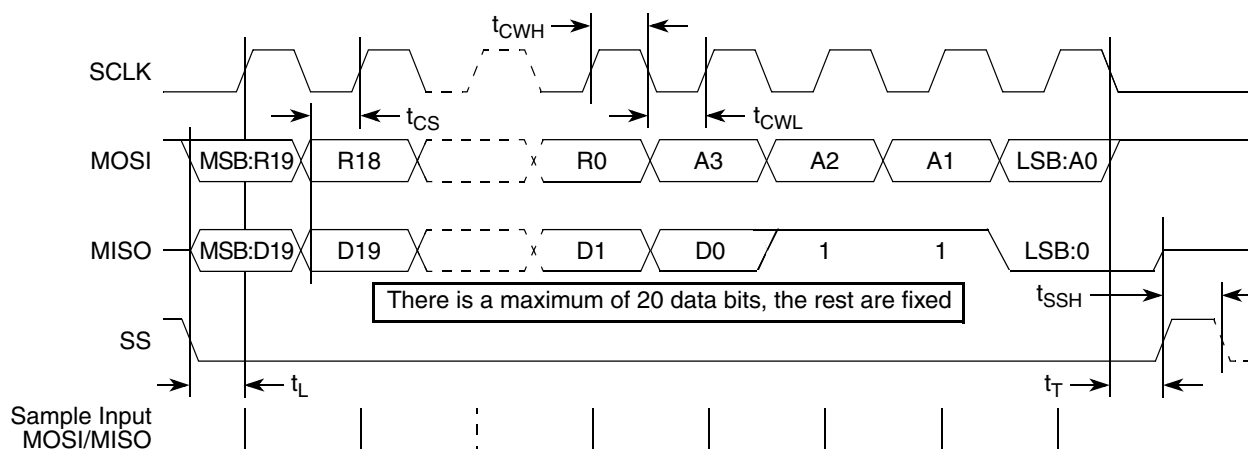 tCWH
SCLK
tCS
tCWL
MOSI MSB:R19 R18 R0 A3 A2 A1 LSB:A0
MISO MSB:D19 D19 D1 D0 1 1 LSB:0
There is a maximum of 20 data bits, the rest are fixed
tSSH
SS
tL
tT
Sample Input
MOSI/MISO